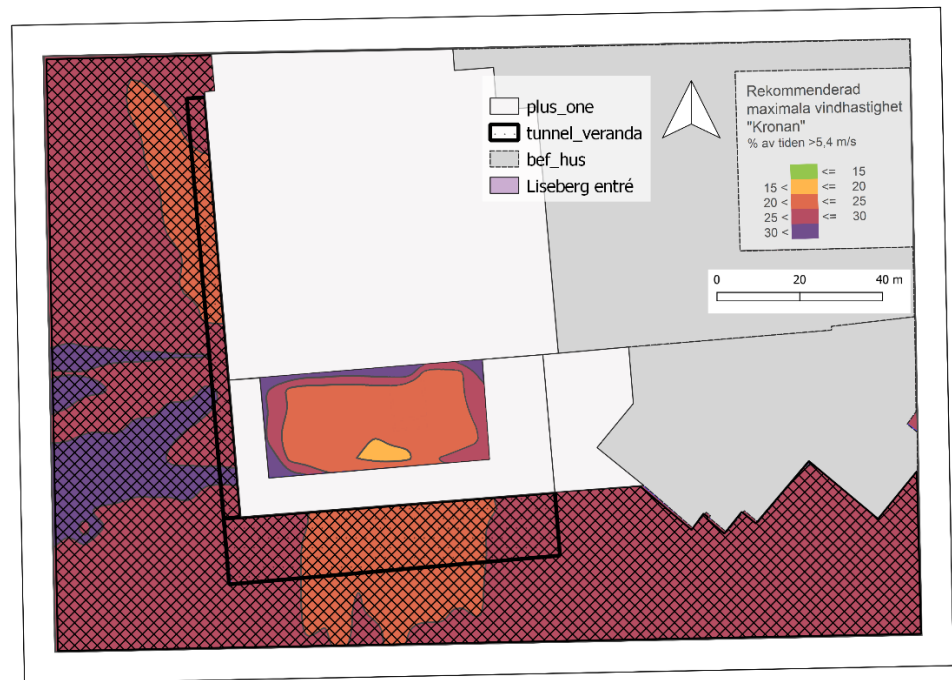 plus_one
tunnel_veranda
bef_hus
Liseberg entré
Rekommenderad
maximala vindhastighet
"Kronan"
% av tiden >5,4 m/s
<= 15
15 < <= 20
20 < <= 25
25 < <= 30
30 <
0 20 40 m